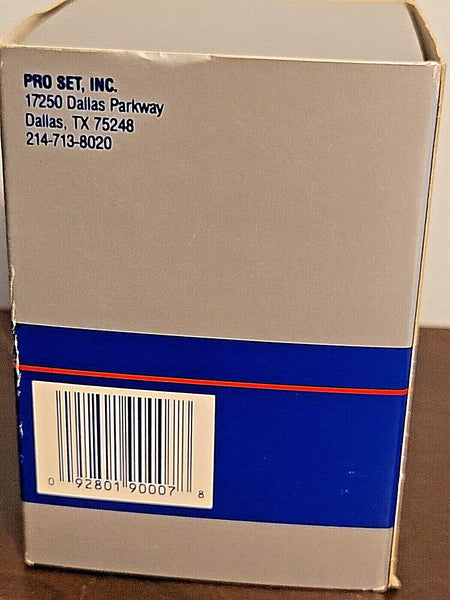 PRO SET, INC.
17250 Dallas Parkway
Dallas, TX 75248
214-713-8020
0 92801 90007 8